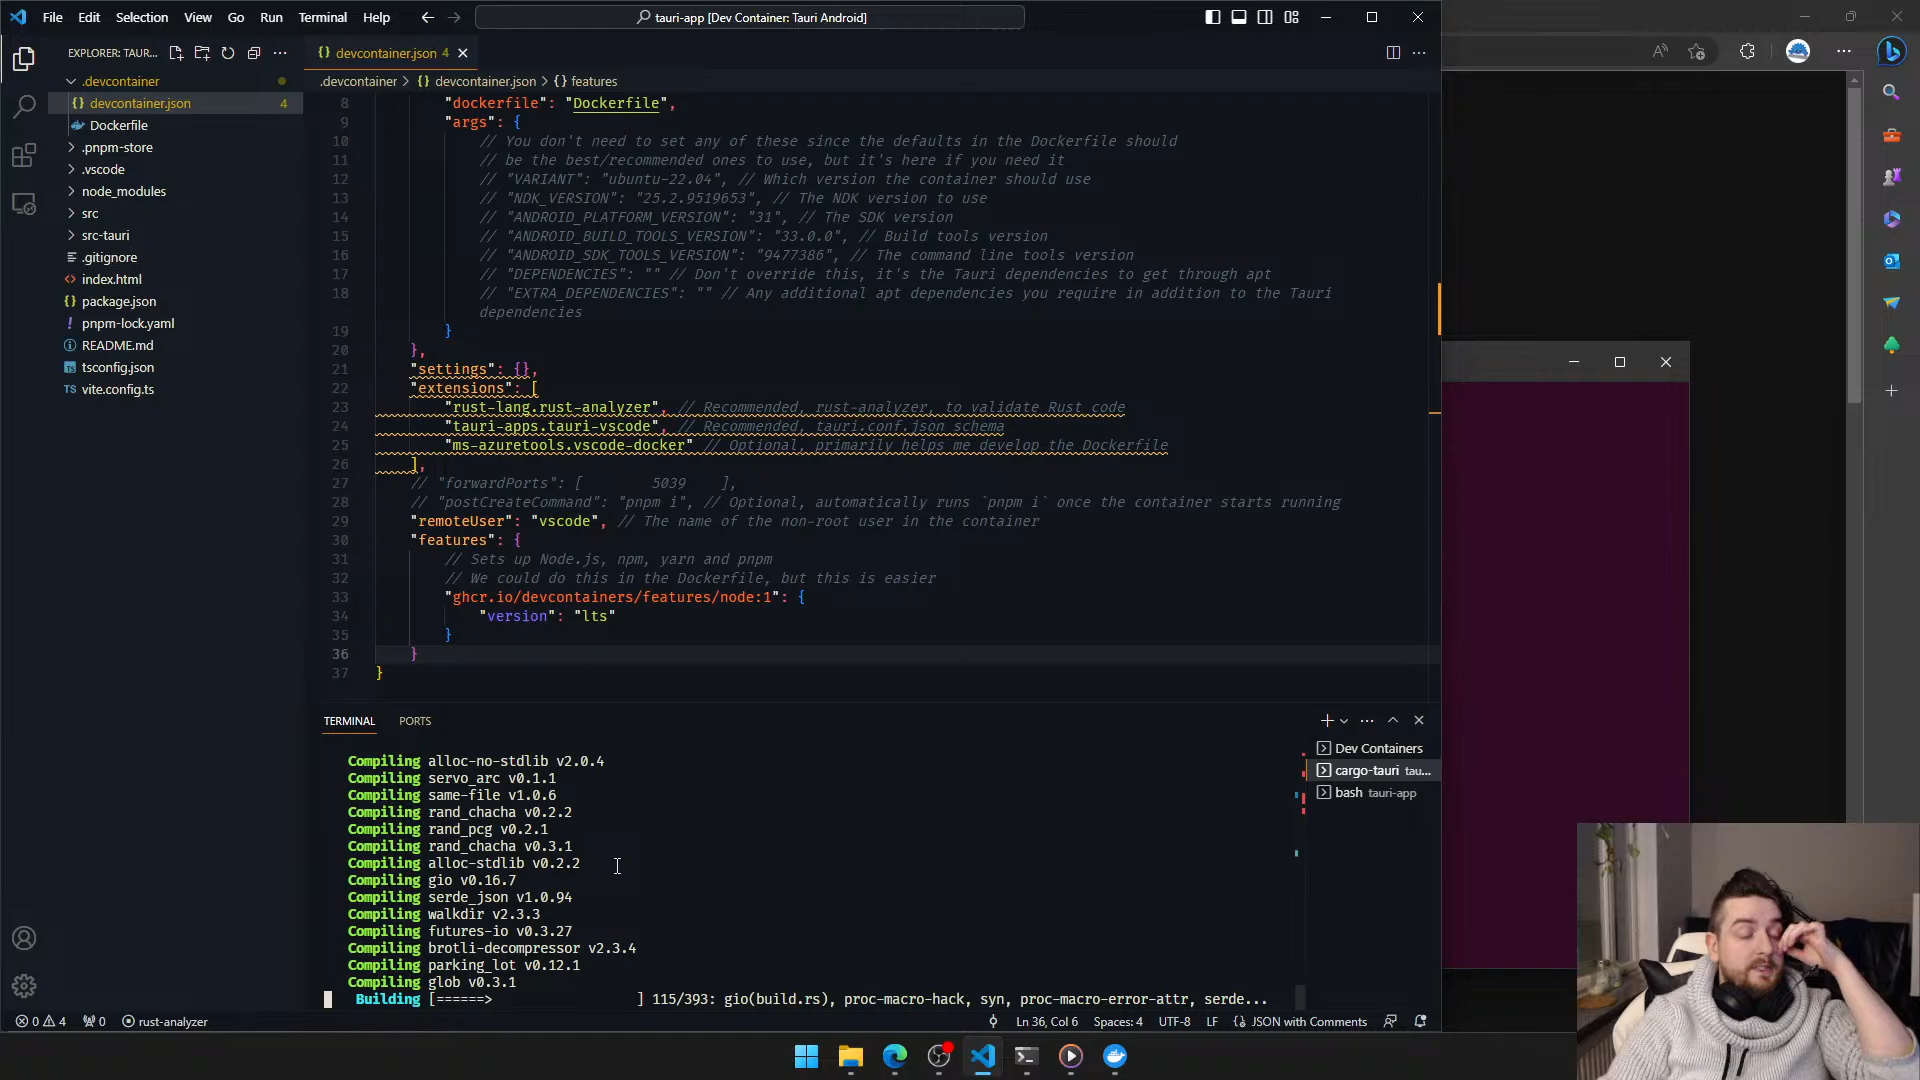 File Edit Selection View Go Run Terminal Help
tauri-app [Dev Container: Tauri Android]
EXPLORER: TAUR...
devcontainer.json 4
.devcontainer > {} devcontainer.json > {} features
.devcontainer
{} devcontainer.json 4
Dockerfile
.pnpm-store
.vscode
node_modules
src
src-tauri
.gitignore
<> index.html
{} package.json
! pnpm-lock.yaml
README.md
tsconfig.json
TS vite.config.ts
8 "dockerfile": "Dockerfile",
9 "args": {
10 // You don't need to set any of these since the defaults in the Dockerfile should
11 // be the best/recommended ones to use, but it's here if you need it
12 // "VARIANT": "ubuntu-22.04", // Which version the container should use
13 // "NDK_VERSION": "25.2.9519653", // The NDK version to use
14 // "ANDROID_PLATFORM_VERSION": "31", // The SDK version
15 // "ANDROID_BUILD_TOOLS_VERSION": "33.0.0", // Build tools version
16 // "ANDROID_SDK_TOOLS_VERSION": "9477386", // The command line tools version
17 // "DEPENDENCIES": "" // Don't override this, it's the Tauri dependencies to get through apt
18 // "EXTRA_DEPENDENCIES": "" // Any additional apt dependencies you require in addition to the Tauri
dependencies
19 }
20 },
21 "settings": {},
22 "extensions": [
23 "rust-lang.rust-analyzer", // Recommended, rust-analyzer, to validate Rust code
24 "tauri-apps.tauri-vscode", // Recommended, tauri.conf.json schema
25 "ms-azuretools.vscode-docker" // Optional, primarily helps me develop the Dockerfile
26 ],
27 // "forwardPorts": [ 5039 ],
28 // "postCreateCommand": "pnpm i", // Optional, automatically runs `pnpm i` once the container starts running
29 "remoteUser": "vscode", // The name of the non-root user in the container
30 "features": {
31 // Sets up Node.js, npm, yarn and pnpm
32 // We could do this in the Dockerfile, but this is easier
33 "ghcr.io/devcontainers/features/node:1": {
34 "version": "lts"
35 }
36 }
37 }
TERMINAL PORTS
Dev Containers
cargo-tauri tau...
bash tauri-app
Compiling alloc-no-stdlib v2.0.4
Compiling servo_arc v0.1.1
Compiling same-file v1.0.6
Compiling rand_chacha v0.2.2
Compiling rand_pcg v0.2.1
Compiling rand_chacha v0.3.1
Compiling alloc-stdlib v0.2.2
Compiling gio v0.16.7
Compiling serde_json v1.0.94
Compiling walkdir v2.3.3
Compiling futures-io v0.3.27
Compiling brotli-decompressor v2.3.4
Compiling parking_lot v0.12.1
Compiling glob v0.3.1
Building [======> ] 115/393: gio(build.rs), proc-macro-hack, syn, proc-macro-error-attr, serde...
0 4 0 rust-analyzer Ln 36, Col 6 Spaces: 4 UTF-8 LF {} JSON with Comments